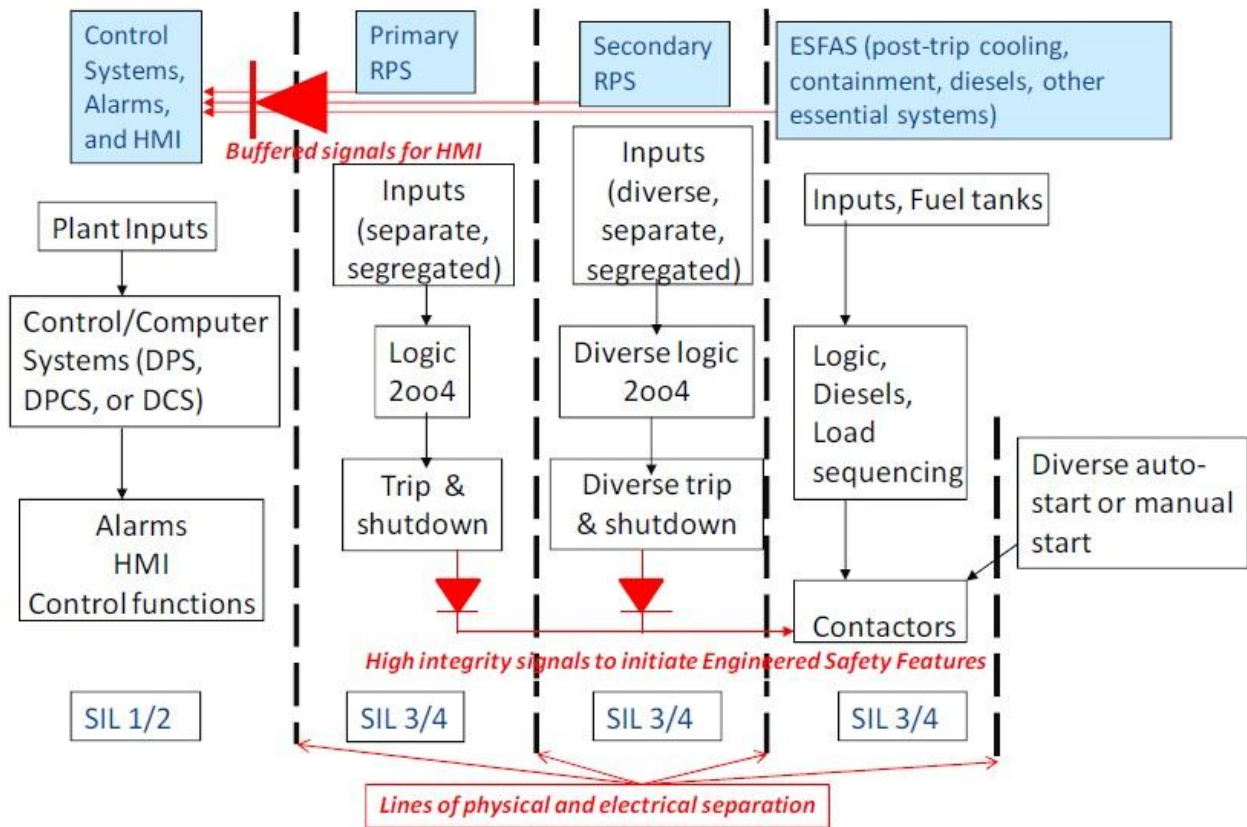 Control
Systems,
Alarms,
and HMI
Primary
RPS
Secondary
RPS
ESFAS (post-trip cooling,
containment, diesels, other
essential systems)
Buffered signals for HMI
Plant Inputs
Control/Computer
Systems (DPS,
DPCS, or DCS)
Alarms
HMI
Control functions
Inputs
(separate,
segregated)
Logic
2oo4
Trip &
shutdown
Inputs
(diverse,
separate,
segregated)
Diverse logic
2oo4
Diverse trip
& shutdown
Inputs, Fuel tanks
Logic,
Diesels,
Load
sequencing
Diverse auto-
start or manual
start
Contactors
High integrity signals to initiate Engineered Safety Features
SIL 1/2
SIL 3/4
SIL 3/4
SIL 3/4
Lines of physical and electrical separation